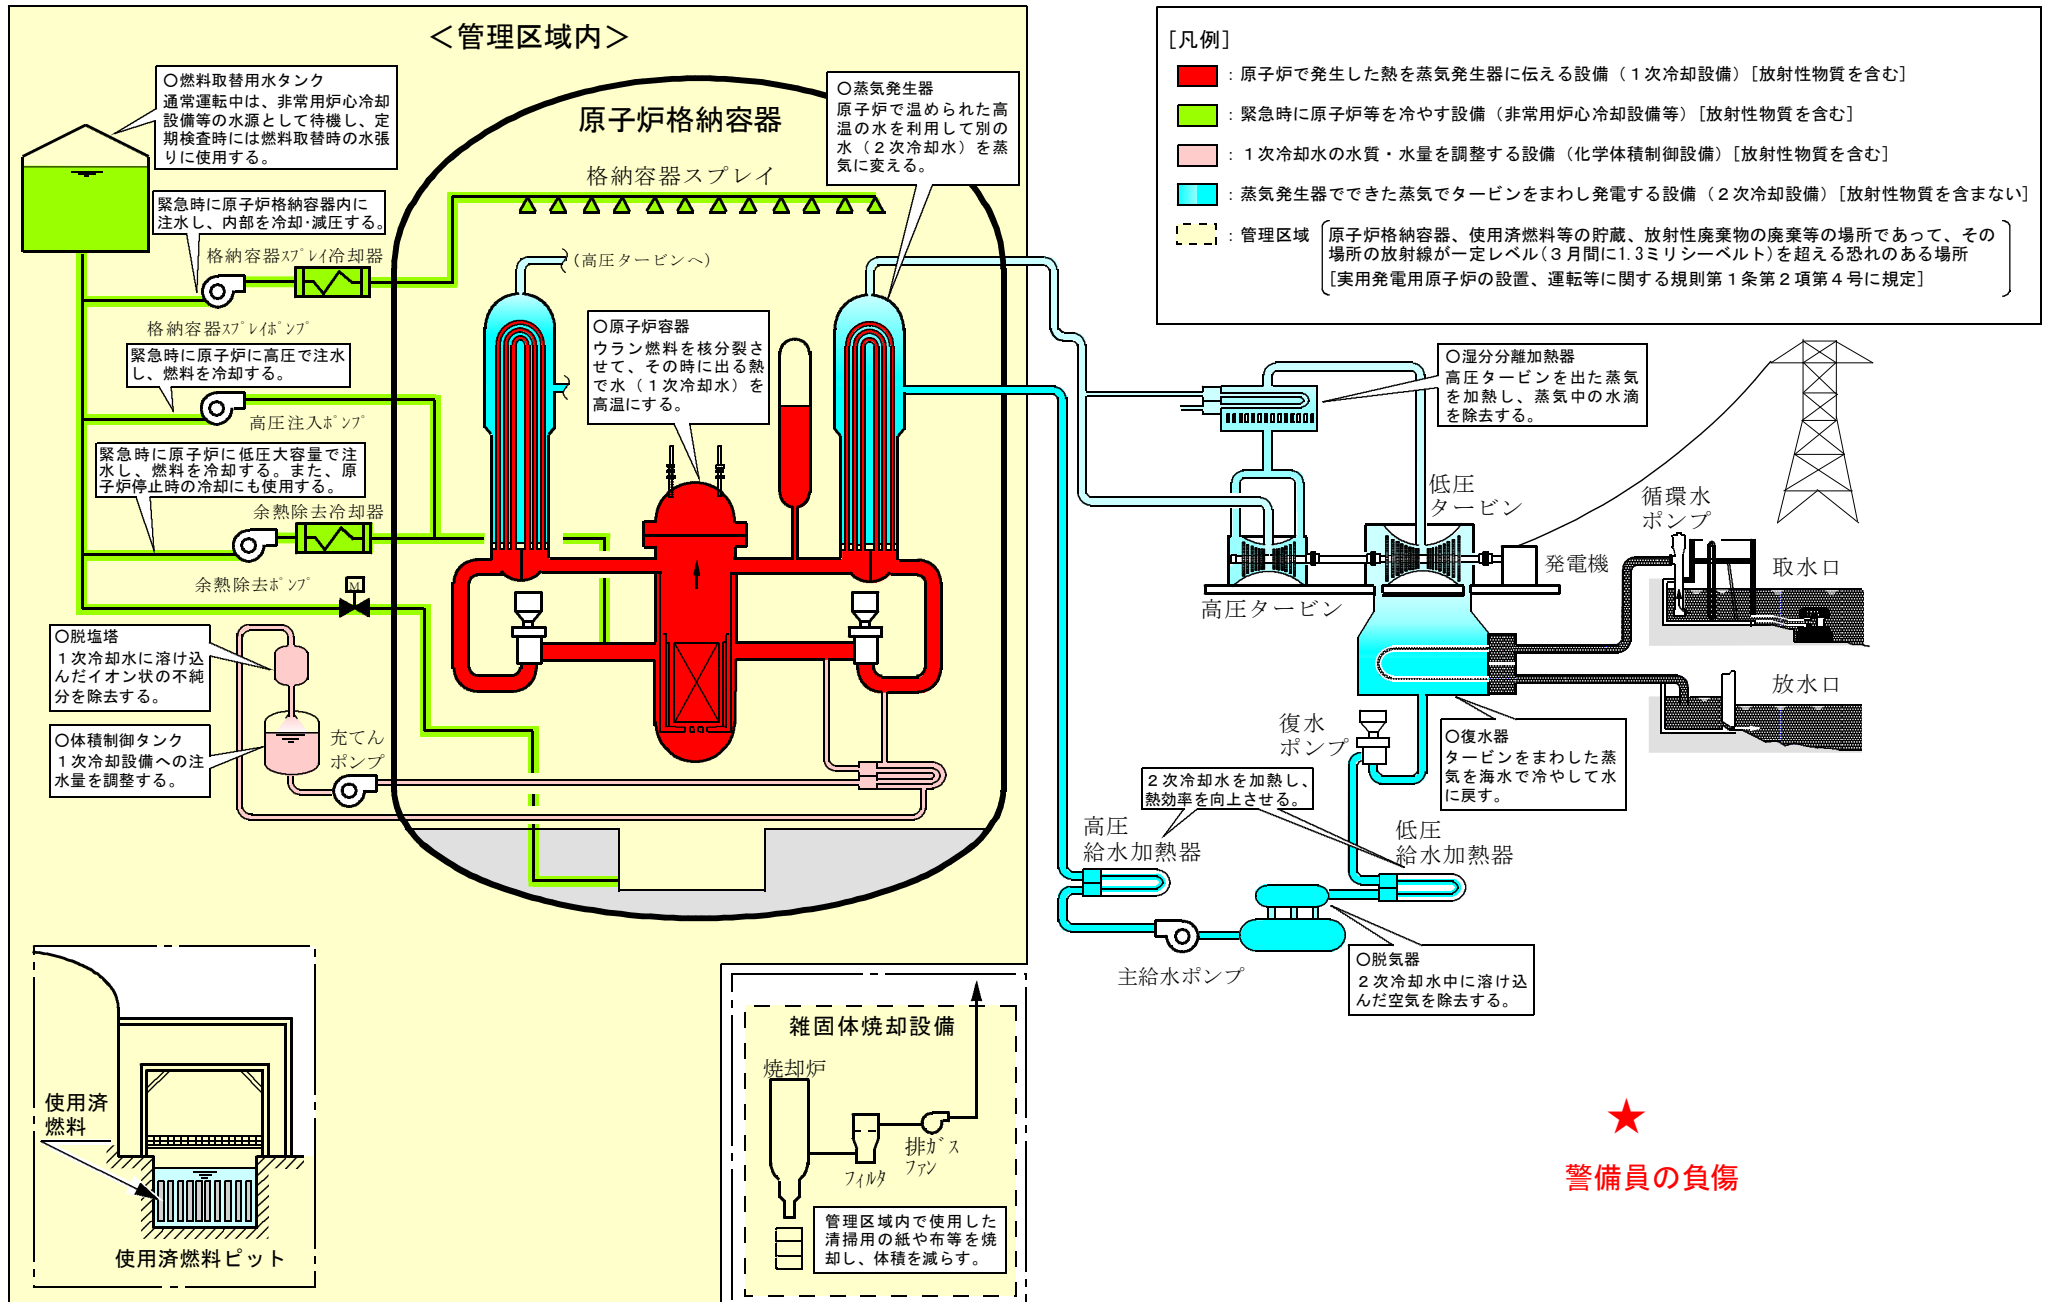 ＜管理区域内＞
○燃料取替用水タンク
通常運転中は、非常用炉心冷却
設備等の水源として待機し、定
期検査時には燃料取替時の水張
りに使用する。
原子炉格納容器
○蒸気発生器
原子炉で温められた高
温の水を利用して別の
水（２次冷却水）を蒸
気に変える。
格納容器スプレイ
緊急時に原子炉格納容器内に
注水し、内部を冷却･減圧する。
格納容器ｽﾌﾟﾚｲ冷却器
（高圧タービンへ）
格納容器ｽﾌﾟﾚｲﾎﾟﾝﾌﾟ
○原子炉容器
ウラン燃料を核分裂さ
せて、その時に出る熱
で水（１次冷却水）を
高温にする。
緊急時に原子炉に高圧で注水
し、燃料を冷却する。
高圧注入ﾎﾟﾝﾌﾟ
緊急時に原子炉に低圧大容量で注
水し、燃料を冷却する。また、原
子炉停止時の冷却にも使用する。
余熱除去冷却器
余熱除去ﾎﾟﾝﾌﾟ
M
○脱塩塔
１次冷却水に溶け込
んだイオン状の不純
分を除去する。
○体積制御タンク
１次冷却設備への注
水量を調整する。
充てん
ポンプ
使用済
燃料
使用済燃料ピット
雑固体焼却設備
焼却炉
フィルタ
排ｶﾞｽ
ファン
管理区域内で使用した
清掃用の紙や布等を焼
却し、体積を減らす。
［凡例］
：原子炉で発生した熱を蒸気発生器に伝える設備（１次冷却設備）［放射性物質を含む］
：緊急時に原子炉等を冷やす設備（非常用炉心冷却設備等）［放射性物質を含む］
：１次冷却水の水質・水量を調整する設備（化学体積制御設備）［放射性物質を含む］
：蒸気発生器でできた蒸気でタービンをまわし発電する設備（２次冷却設備）［放射性物質を含まない］
：管理区域
原子炉格納容器、使用済燃料等の貯蔵、放射性廃棄物の廃棄等の場所であって、その
場所の放射線が一定レベル(３月間に1.3ミリシーベルト)を超える恐れのある場所
［実用発電用原子炉の設置、運転等に関する規則第１条第２項第４号に規定］
○湿分分離加熱器
高圧タービンを出た蒸気
を加熱し、蒸気中の水滴
を除去する。
低圧
タービン
循環水
ポンプ
発電機
取水口
高圧タービン
放水口
復水
ポンプ
○復水器
タービンをまわした蒸
気を海水で冷やして水
に戻す。
２次冷却水を加熱し、
熱効率を向上させる。
高圧
給水加熱器
低圧
給水加熱器
主給水ポンプ
○脱気器
２次冷却水中に溶け込
んだ空気を除去する。
★
警備員の負傷